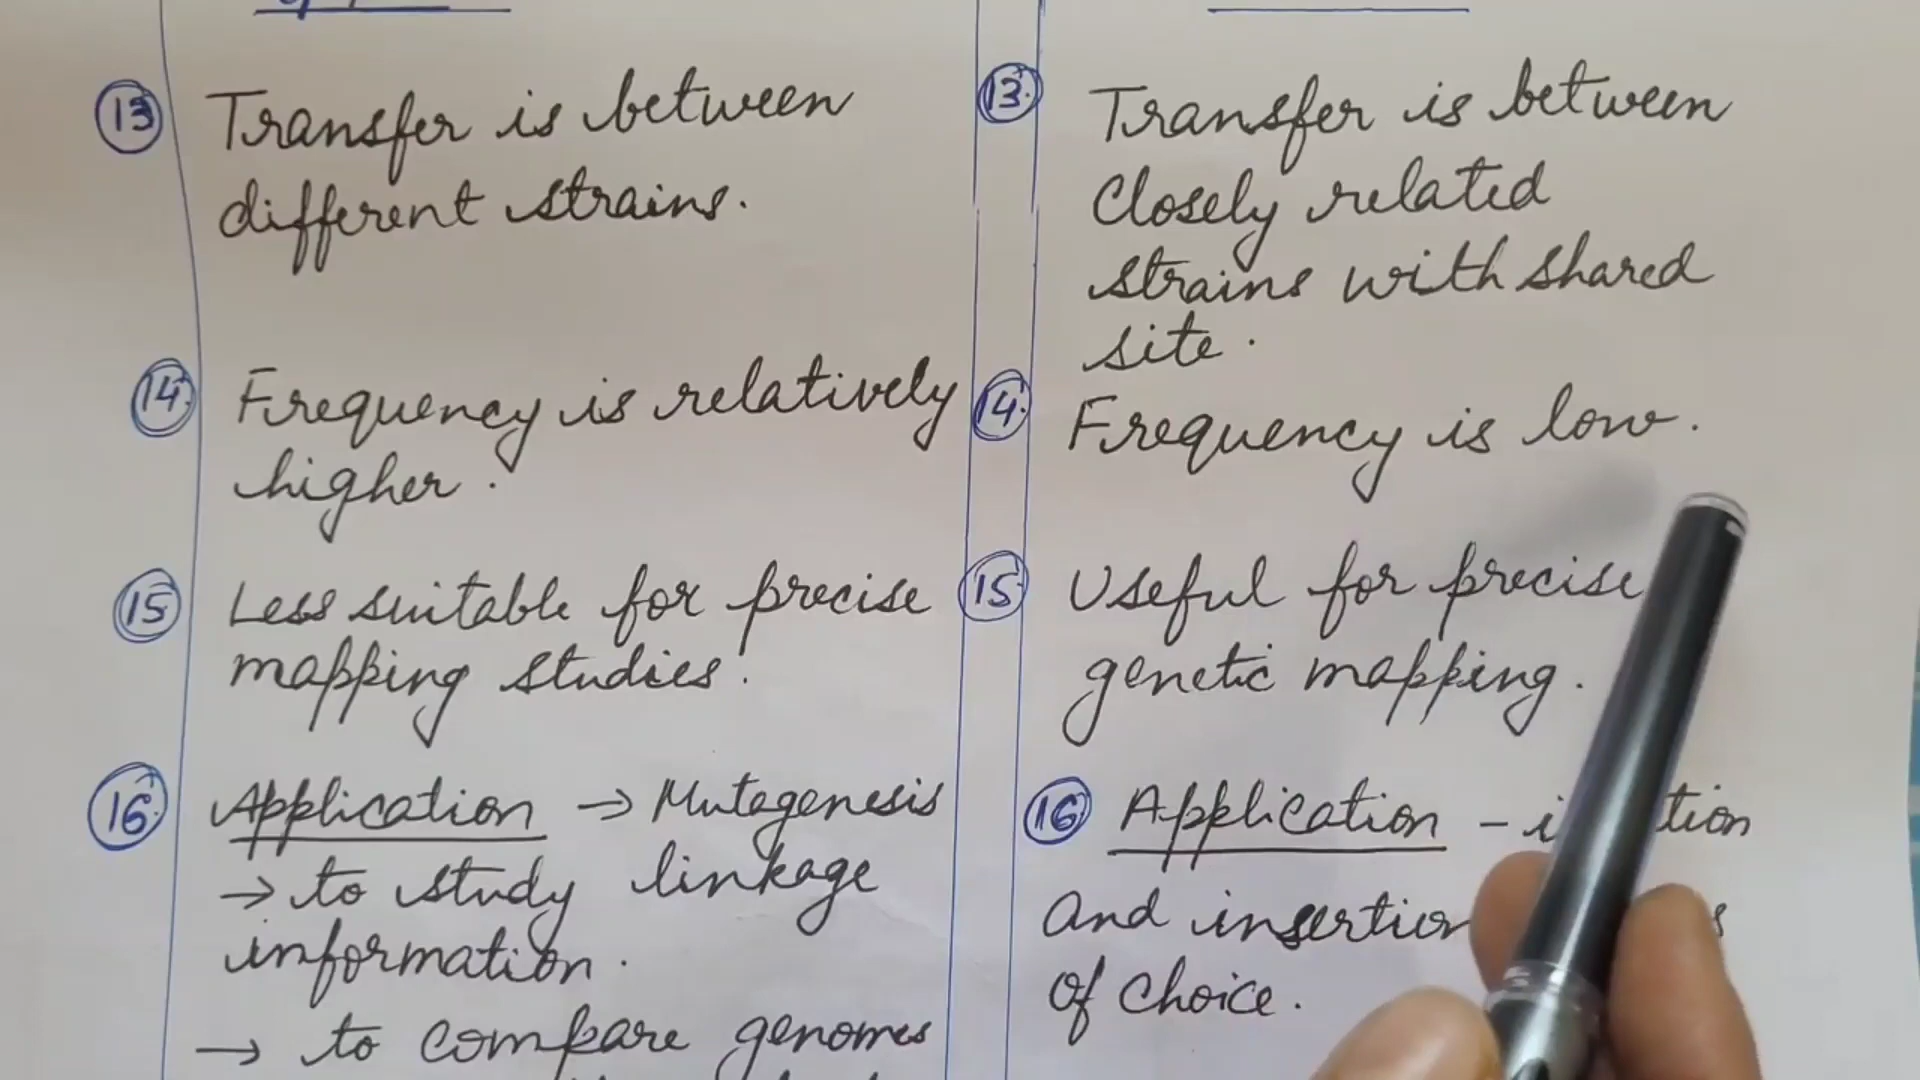 13 Transfer is between
different strains.
14. Frequency is relatively
higher.
15 Less suitable for precise
mapping studies.
16. Application → Mutagenesis
→ to study linkage
information.
→ to compare genomes
13. Transfer is between
Closely related
strains with shared
site.
14. Frequency is low.
15 Useful for precise
genetic mapping.
16. Application -
and insertion
of choice.